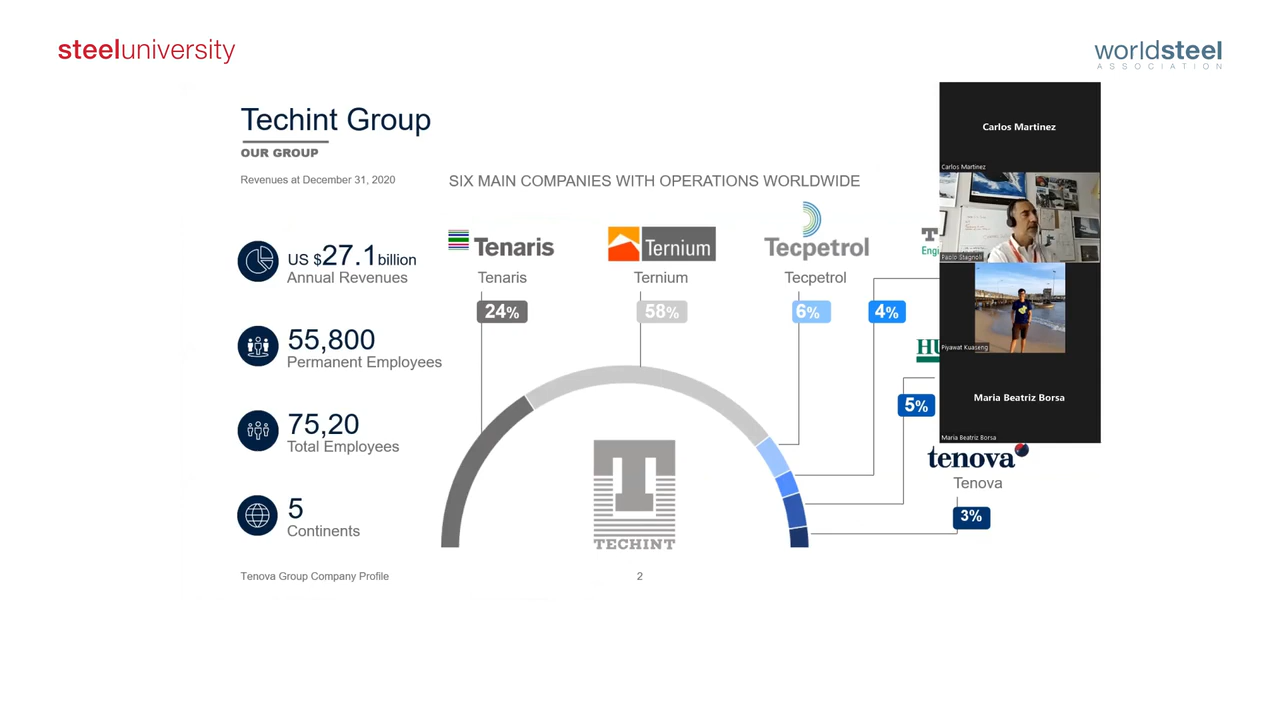 steeluniversity
worldsteel
ASSOCIATION
Techint Group
OUR GROUP
Revenues at December 31, 2020
SIX MAIN COMPANIES WITH OPERATIONS WORLDWIDE
US $27.1billion
Annual Revenues
55,800
Permanent Employees
75,20
Total Employees
5
Continents
Tenaris
Tenaris
24%
Ternium
Ternium
58%
Tecpetrol
Tecpetrol
6%
4%
5%
tenova
Tenova
3%
TECHINT
Carlos Martinez
Carlos Martinez
Paolo Stagnoli
Piyawat Kuaseng
Maria Beatriz Borsa
Maria Beatriz Borsa
Tenova Group Company Profile
2